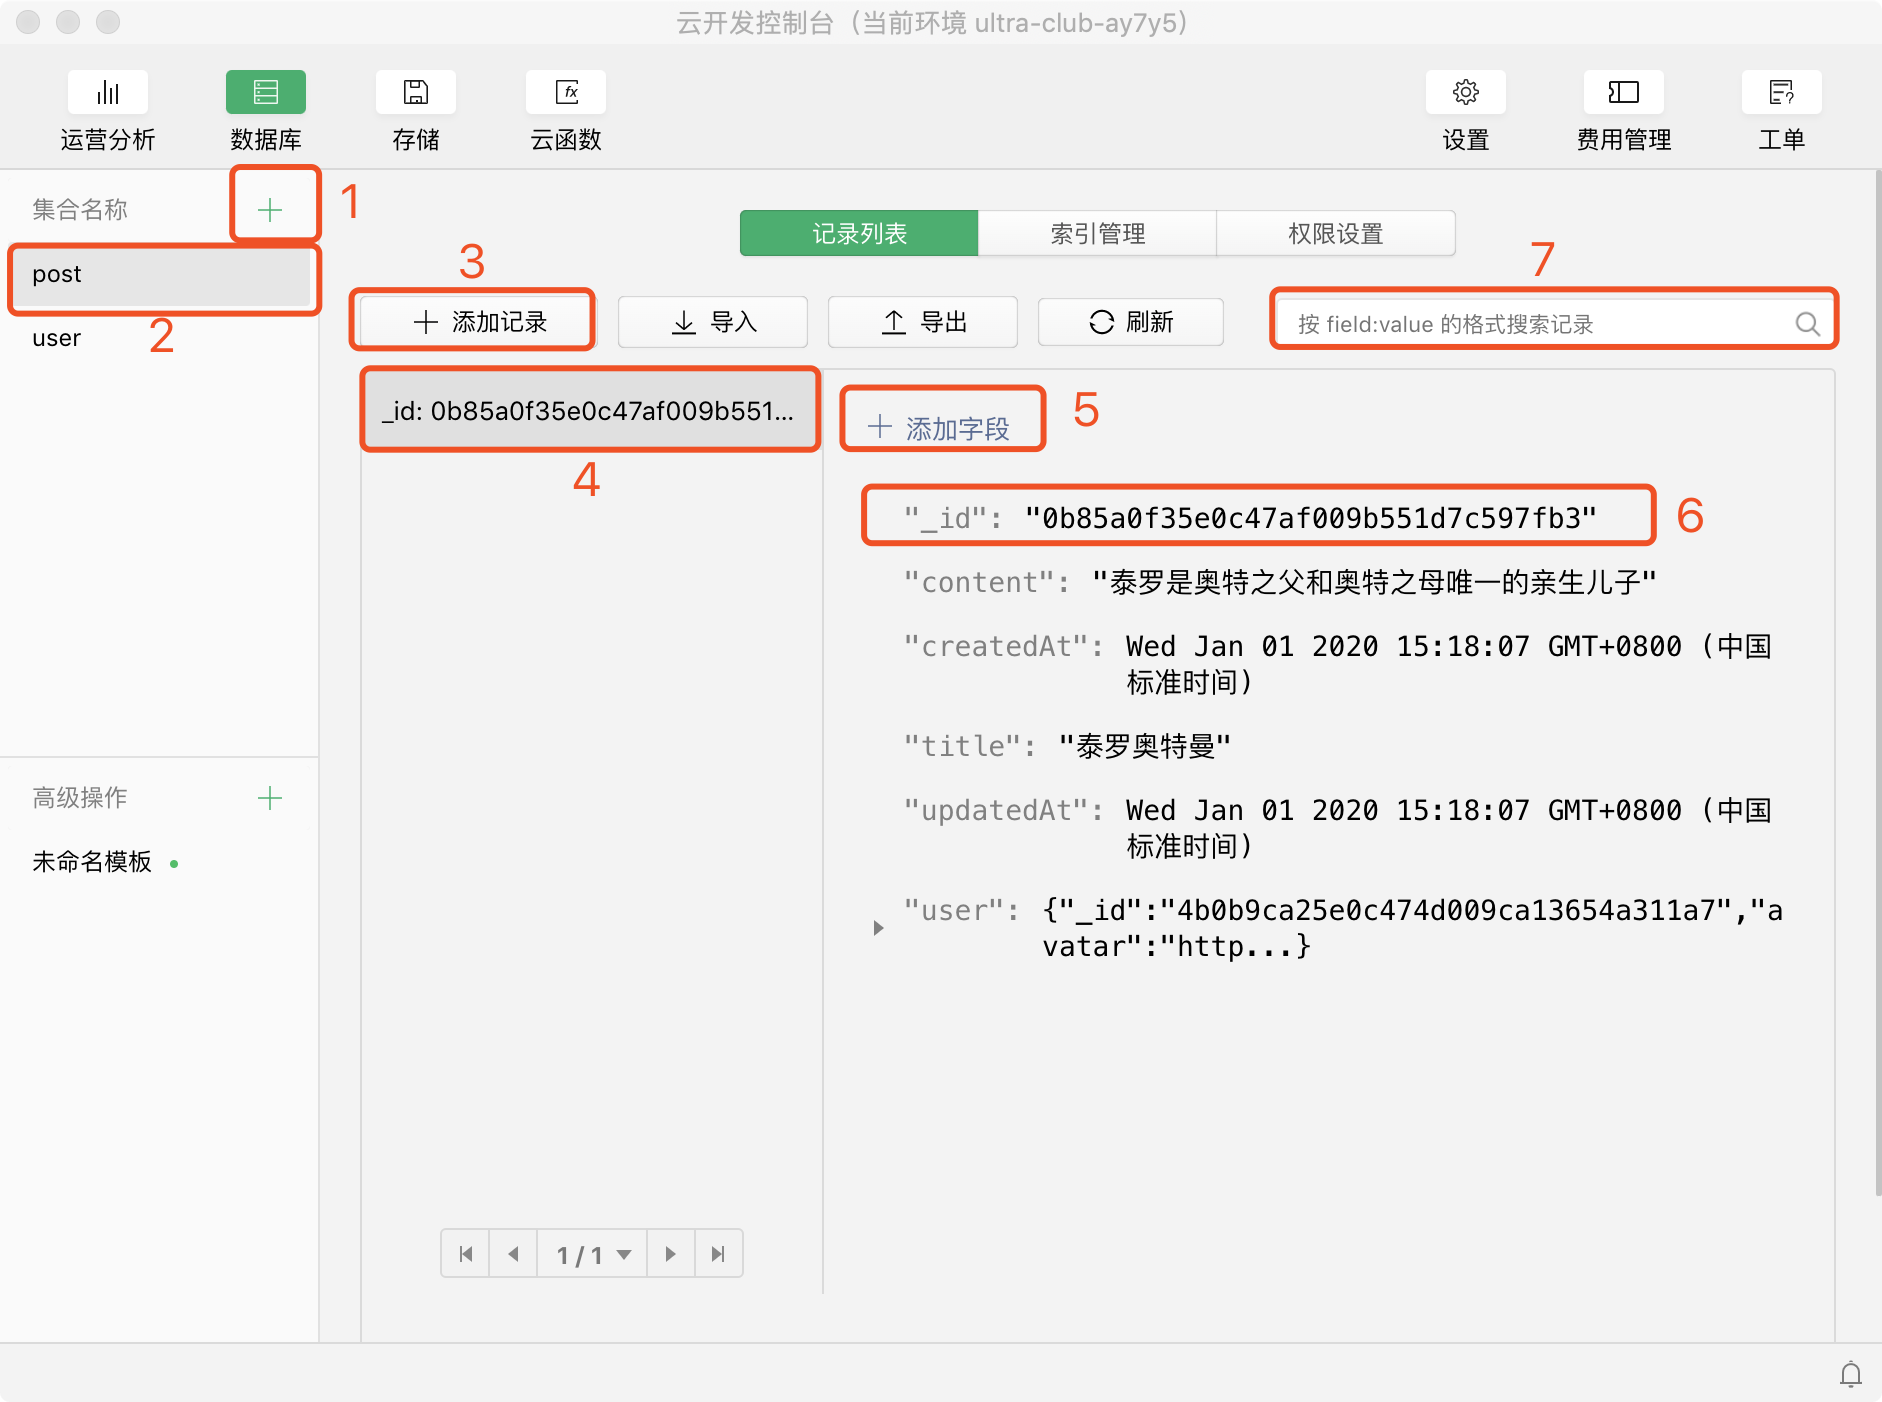 云开发控制台（当前环境 ultra-club-ay7y5）
运营分析
数据库
存储
云函数
设置
费用管理
工单
集合名称
1
post
2
user
记录列表
索引管理
权限设置
3
添加记录
导入
导出
刷新
7
按 field:value 的格式搜索记录
_id: 0b85a0f35e0c47af009b551...
4
添加字段
5
"_id": "0b85a0f35e0c47af009b551d7c597fb3"
6
"content": "泰罗是奥特之父和奥特之母唯一的亲生儿子"
"createdAt": Wed Jan 01 2020 15:18:07 GMT+0800 (中国
标准时间)
"title": "泰罗奥特曼"
"updatedAt": Wed Jan 01 2020 15:18:07 GMT+0800 (中国
标准时间)
"user": {"_id":"4b0b9ca25e0c474d009ca13654a311a7","a
vatar":"http...}
高级操作
未命名模板
1 / 1